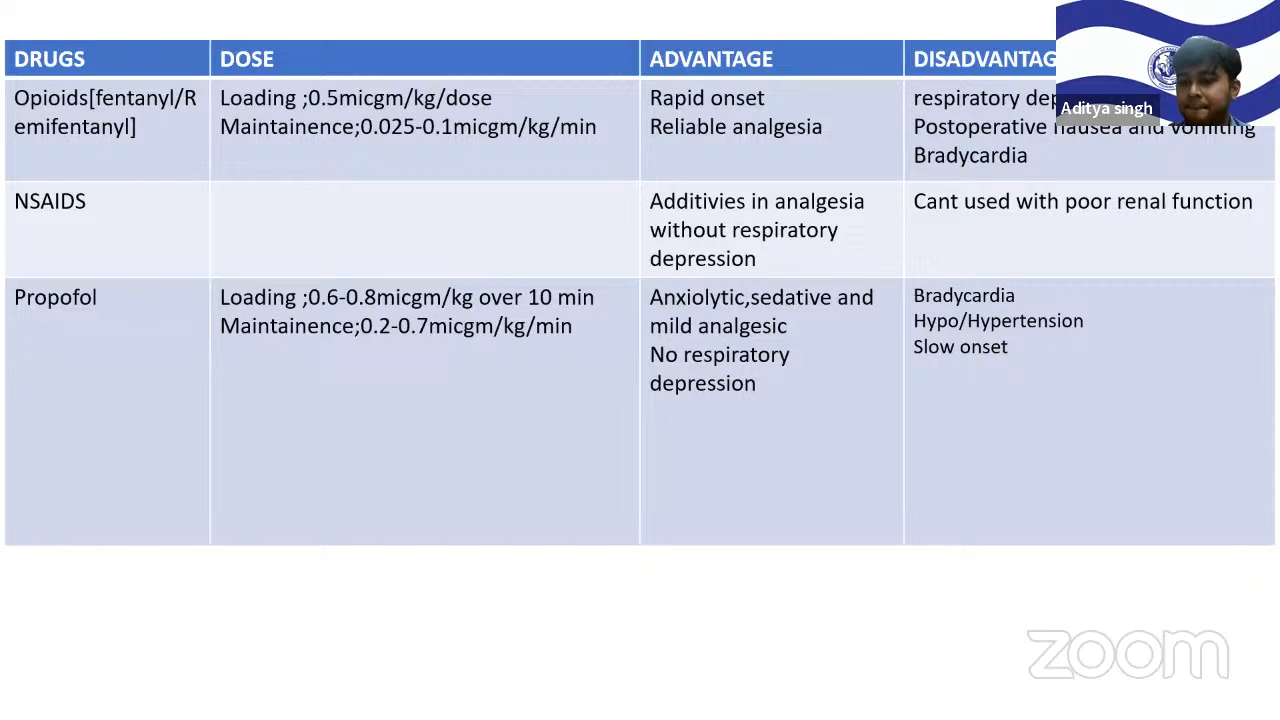 DRUGS
DOSE
ADVANTAGE
DISADVANTAG
Opioids[fentanyl/R
emifentanyl]
Loading ;0.5micgm/kg/dose
Maintainence;0.025-0.1micgm/kg/min
Rapid onset
Reliable analgesia
respiratory dep
Postoperative nausea and vomiting
Bradycardia
NSAIDS
Additivies in analgesia
without respiratory
depression
Cant used with poor renal function
Propofol
Loading ;0.6-0.8micgm/kg over 10 min
Maintainence;0.2-0.7micgm/kg/min
Anxiolytic,sedative and
mild analgesic
No respiratory
depression
Bradycardia
Hypo/Hypertension
Slow onset
Aditya singh
zoom